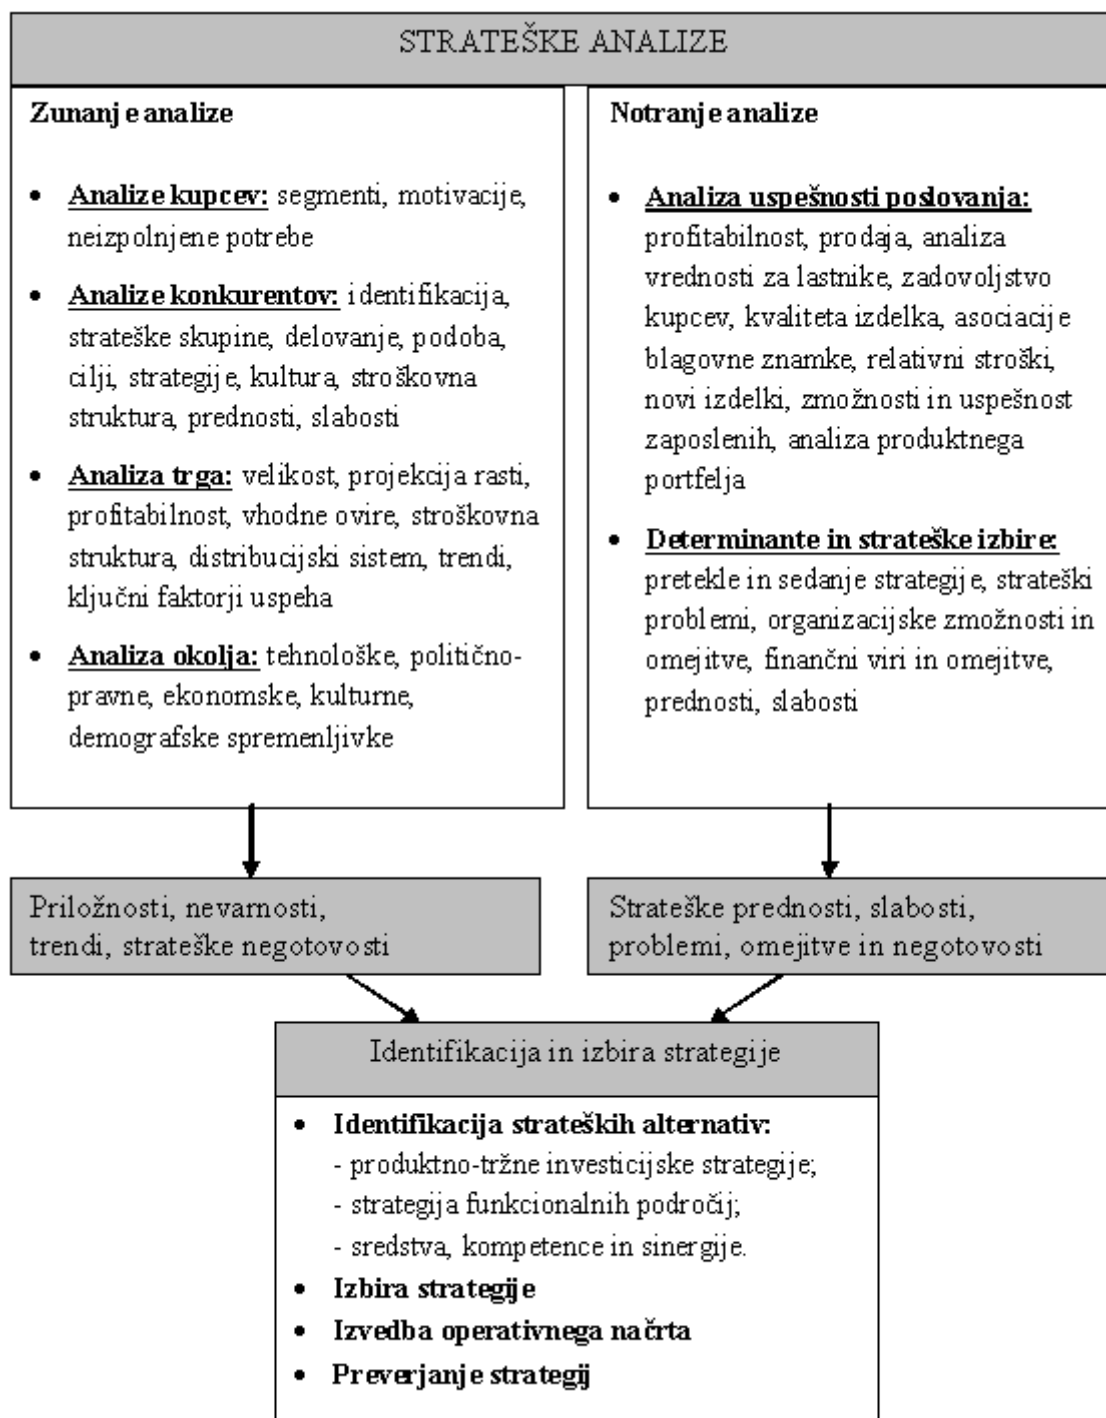 STRATEŠKE ANALIZE
Zunanje analize
• Analize kupcev: segmenti, motivacije,
neizpolnjene potrebe
• Analize konkurentov: identifikacija,
strateške skupine, delovanje, podoba,
cilji, strategije, kultura, stroškovna
struktura, prednosti, slabosti
• Analiza trga: velikost, projekcija rasti,
profitabilnost, vhodne ovire, stroškovna
struktura, distribucijski sistem, trendi,
ključni faktorji uspeha
• Analiza okolja: tehnološke, politično-
pravne, ekonomske, kulturne,
demografske spremenljivke
Notranje analize
• Analiza uspešnosti poslovanja:
profitabilnost, prodaja, analiza
vrednosti za lastnike, zadovoljstvo
kupcev, kvaliteta izdelka, asociacije
blagovne znamke, relativni stroški,
novi izdelki, zmožnosti in uspešnost
zaposlenih, analiza produktnega
portfelja
• Determinante in strateške izbire:
pretekle in sedanje strategije, strateški
problemi, organizacijske zmožnosti in
omejitve, finančni viri in omejitve,
prednosti, slabosti
Priložnosti, nevarnosti,
trendi, strateške negotovosti
Strateške prednosti, slabosti,
problemi, omejitve in negotovosti
Identifikacija in izbira strategije
• Identifikacija strateških alternativ:
- produktno-tržne investicijske strategije;
- strategija funkcionalnih področij;
- sredstva, kompetence in sinergije.
• Izbira strategije
• Izvedba operativnega načrta
• Preverjanje strategij